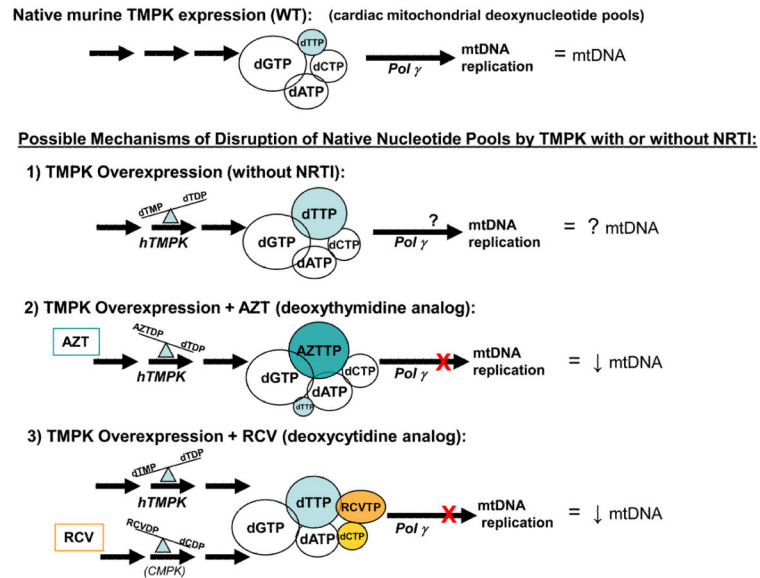 Native murine TMPK expression (WT): (cardiac mitochondrial deoxynucleotide pools)
dTTP
dGTP
dCTP
dATP
Pol γ
mtDNA
replication
= mtDNA
Possible Mechanisms of Disruption of Native Nucleotide Pools by TMPK with or without NRTI:
1) TMPK Overexpression (without NRTI):
dTMP
dTDP
hTMPK
dTTP
dGTP
dCTP
dATP
?
Pol γ
mtDNA
replication
= ? mtDNA
2) TMPK Overexpression + AZT (deoxythymidine analog):
AZT
AZTDP
dTDP
hTMPK
AZTTP
dGTP
dCTP
dATP
dTTP
X
Pol γ
mtDNA
replication
= ↓ mtDNA
3) TMPK Overexpression + RCV (deoxycytidine analog):
dTMP
dTDP
hTMPK
RCV
RCVDP
dCDP
(CMPK)
dTTP
RCVTP
dGTP
dATP
dCTP
X
Pol γ
mtDNA
replication
= ↓ mtDNA